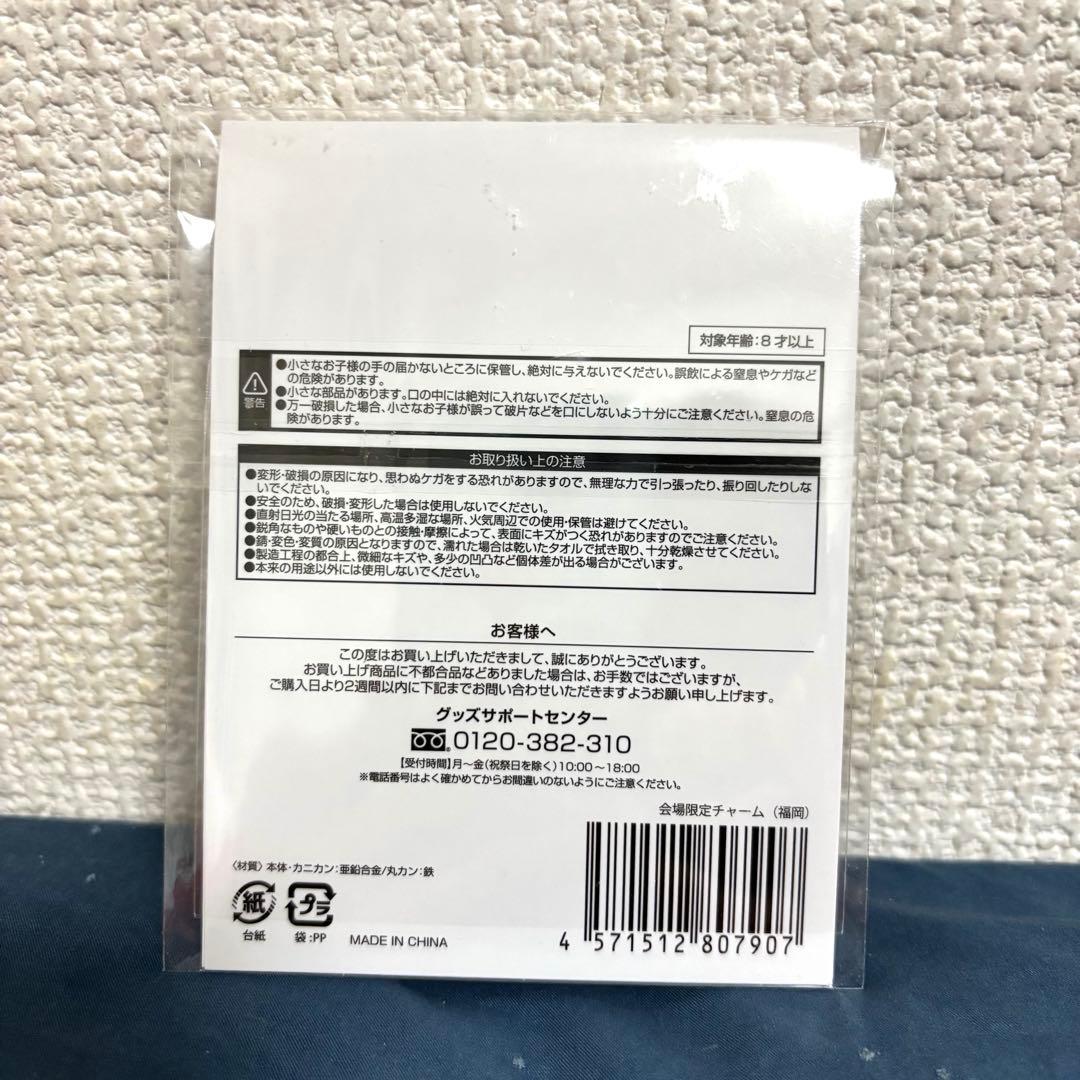 対象年齢:8才以上
警告
●小さなお子様の手の届かないところに保管し、絶対に与えないでください。誤飲による窒息やケガなど
の危険があります。
●小さな部品があります。口の中には絶対に入れないでください。
●万一破損した場合、小さなお子様が誤って破片などを口にしないよう十分にご注意ください。窒息の危
険があります。
お取り扱い上の注意
●変形・破損の原因になり、思わぬケガをする恐れがありますので、無理な力で引っ張ったり、振り回したりしな
いでください。
●安全のため、破損・変形した場合は使用しないでください。
●直射日光の当たる場所、高温多湿な場所、火気周辺での使用・保管は避けてください。
●鋭角なものや硬いものとの接触・摩擦によって、表面にキズがつく恐れがありますのでご注意ください。
●錆・変色・変質の原因となりますので、濡れた場合は乾いたタオルで拭き取り、十分乾燥させてください。
●製造工程の都合上、微細なキズや、多少の凹凸など個体差が出る場合がございます。
●本来の用途以外には使用しないでください。
お客様へ
この度はお買い上げいただきまして、誠にありがとうございます。
お買い上げ商品に不都合品などありました場合は、お手数ではございますが、
ご購入日より2週間以内に下記までお問い合わせいただきますようお願い申し上げます。
グッズサポートセンター
0120-382-310
【受付時間】月〜金(祝祭日を除く)10:00〜18:00
※電話番号はよく確かめてからお間違いのないようにご注意ください。
会場限定チャーム(福岡)
〈材質〉本体・カニカン:亜鉛合金/丸カン:鉄
紙 プラ
台紙 袋:PP MADE IN CHINA
4 571512 807907